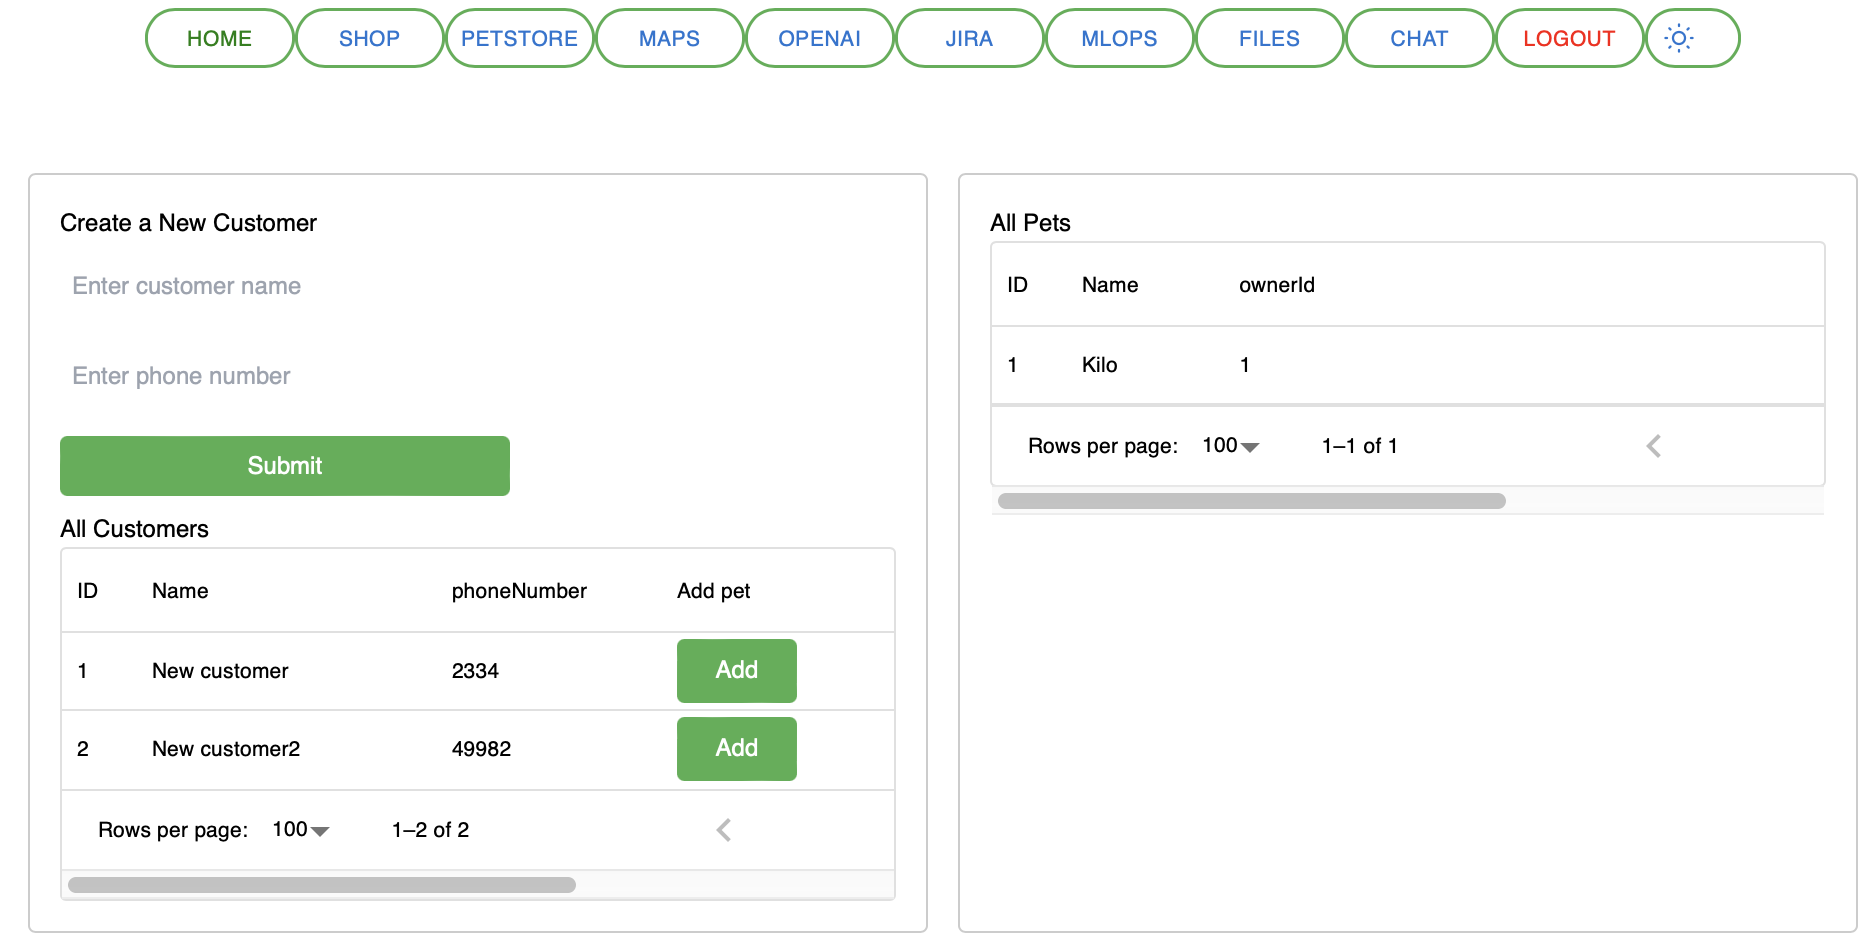 HOME SHOP PETSTORE MAPS OPENAI JIRA MLOPS FILES CHAT LOGOUT
Create a New Customer
Enter customer name
Enter phone number
Submit
All Customers
ID Name phoneNumber Add pet
1 New customer 2334 Add
2 New customer2 49982 Add
Rows per page: 100 1–2 of 2
All Pets
ID Name ownerId
1 Kilo 1
Rows per page: 100 1–1 of 1